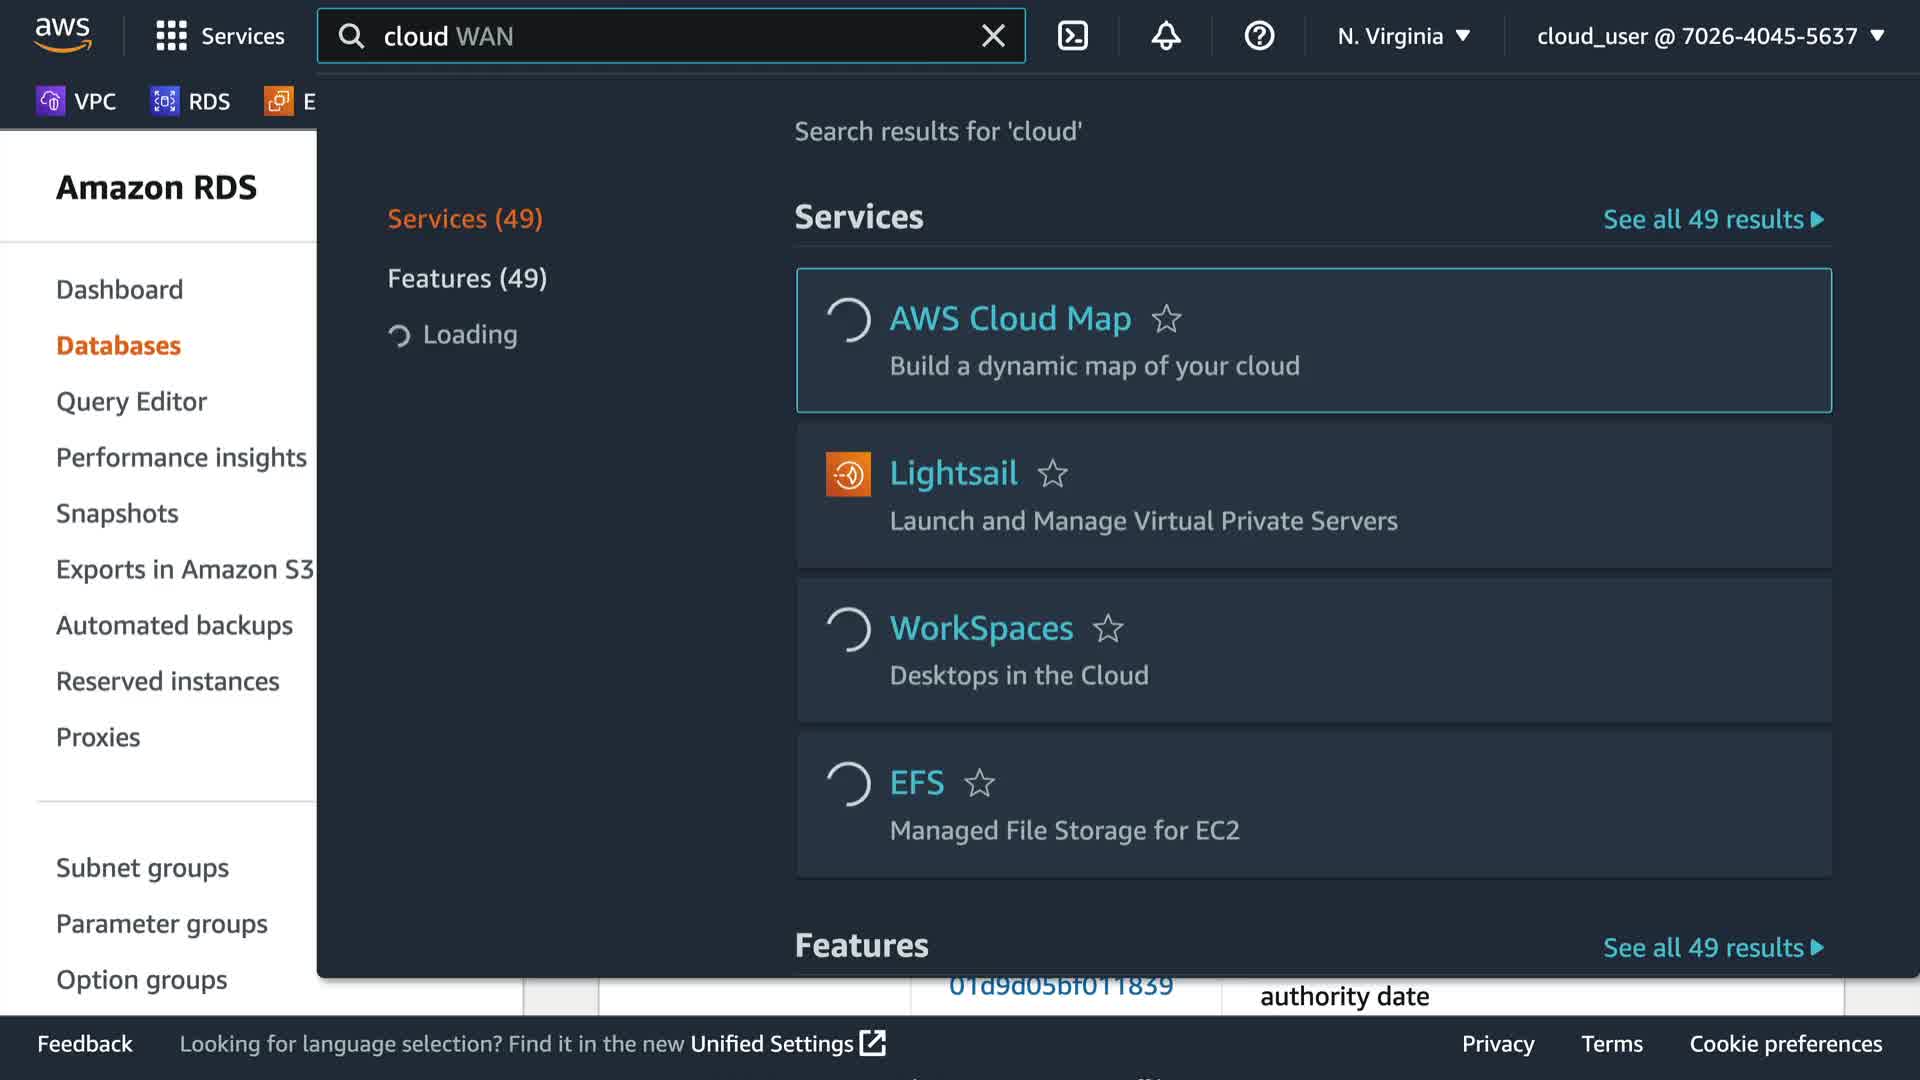 aws
Services
cloud WAN
N. Virginia
cloud_user @ 7026-4045-5637
VPC
RDS
E
Search results for 'cloud'
Amazon RDS
Services (49)
Features (49)
Loading
Dashboard
Databases
Query Editor
Performance insights
Snapshots
Exports in Amazon S3
Automated backups
Reserved instances
Proxies
Subnet groups
Parameter groups
Option groups
Services
See all 49 results
AWS Cloud Map
Build a dynamic map of your cloud
Lightsail
Launch and Manage Virtual Private Servers
WorkSpaces
Desktops in the Cloud
EFS
Managed File Storage for EC2
Features
See all 49 results
01d9d05bf011839
authority date
Feedback
Looking for language selection? Find it in the new Unified Settings
Privacy
Terms
Cookie preferences